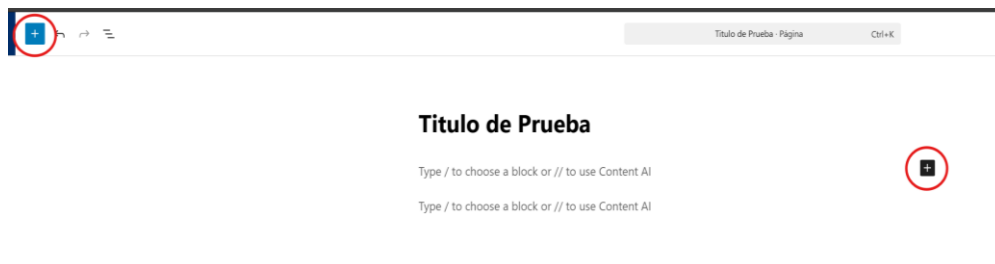 Titulo de Prueba · Página Ctrl+K
Titulo de Prueba
Type / to choose a block or // to use Content AI
Type / to choose a block or // to use Content AI